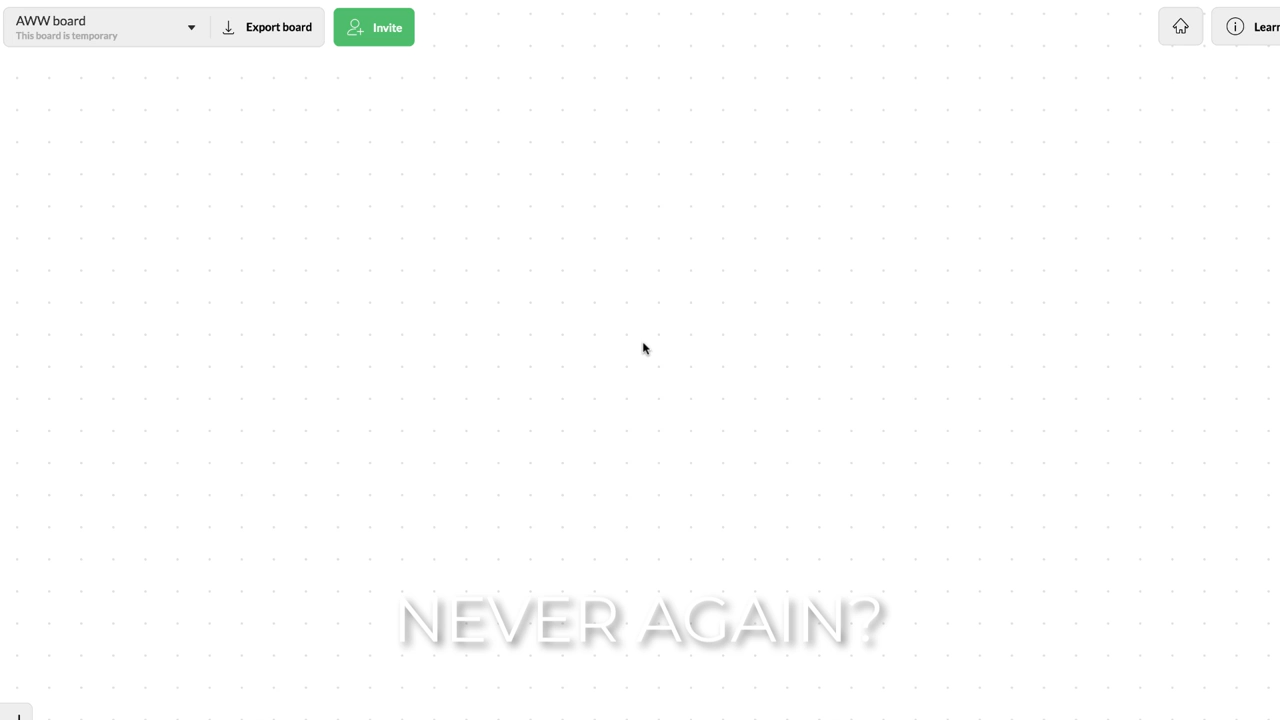 AWW board
This board is temporary
Export board
Invite
NEVER AGAIN?